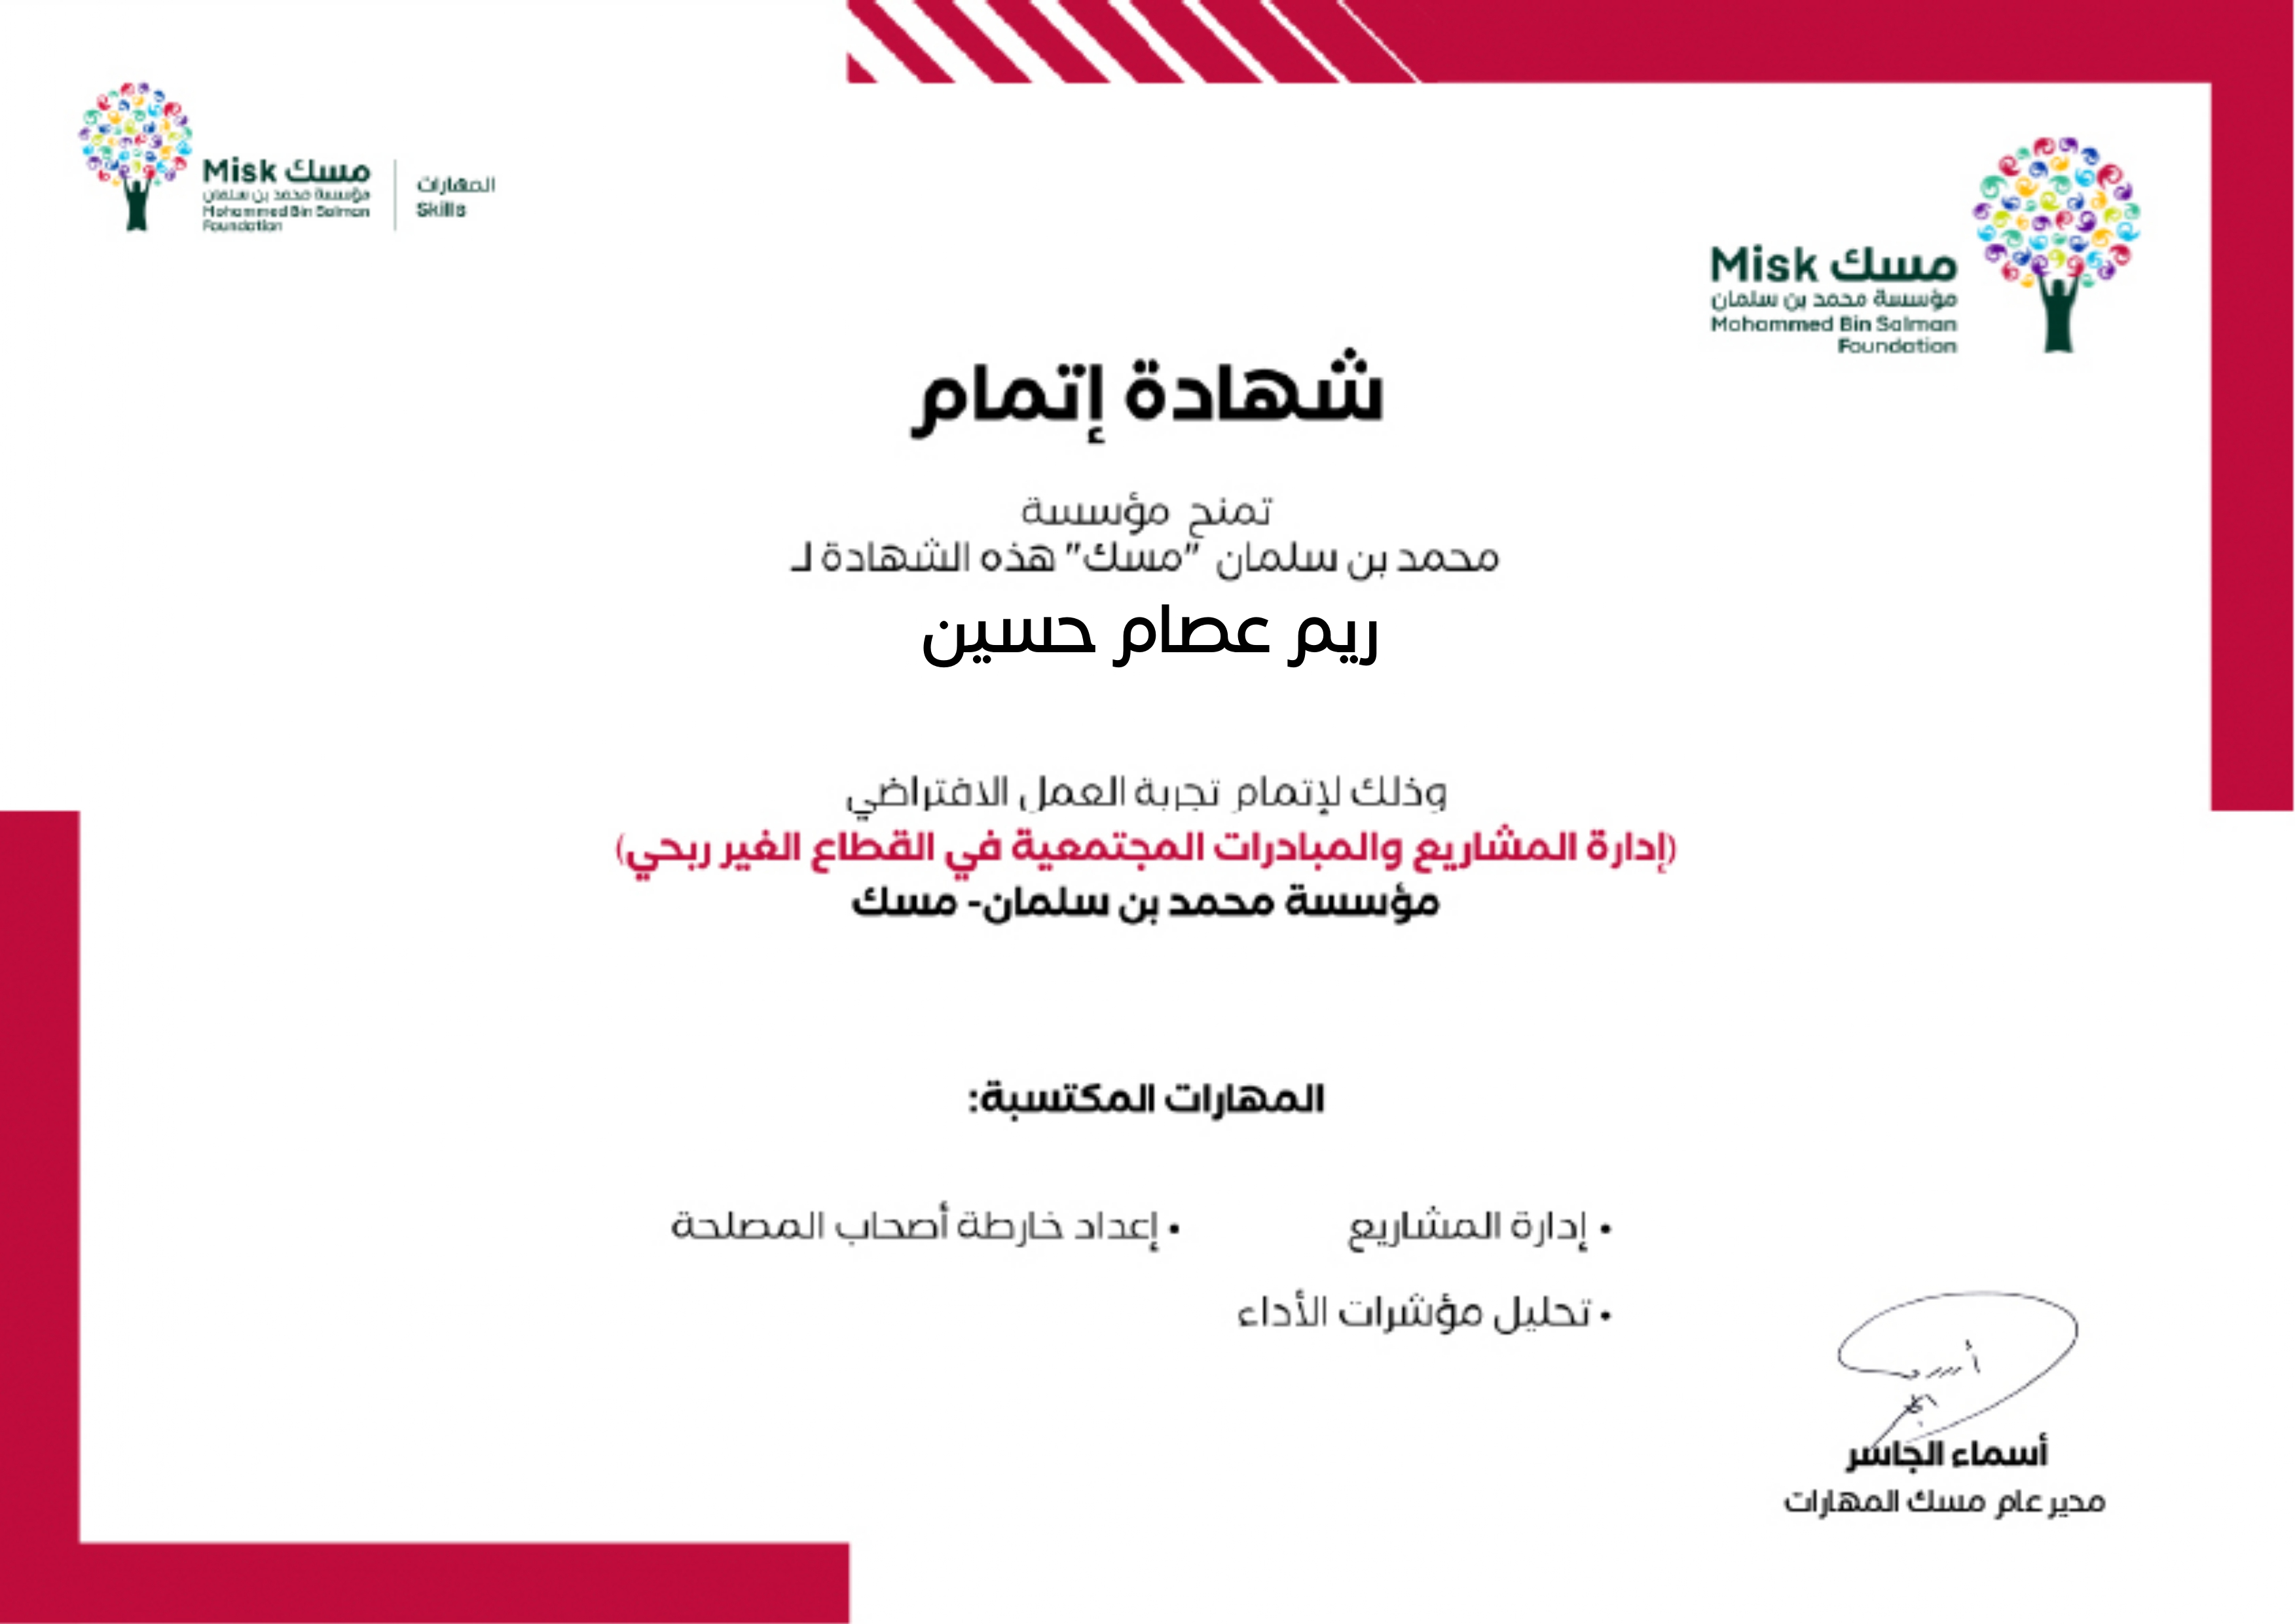 Misk مسك
مؤسسة محمد بن سلمان
Mohammed Bin Salman
Foundation
المهارات
Skills
Misk مسك
مؤسسة محمد بن سلمان
Mohammed Bin Salman
Foundation
شهادة إتمام
تمنح مؤسسة
محمد بن سلمان "مسك" هذه الشهادة لـ
ريم عصام حسين
وذلك لإتمام تجربة العمل الافتراضي
(إدارة المشاريع والمبادرات المجتمعية في القطاع الغير ربحي)
مؤسسة محمد بن سلمان- مسك
المهارات المكتسبة:
• إدارة المشاريع • إعداد خارطة أصحاب المصلحة
• تحليل مؤشرات الأداء
أسماء الجاسر
مدير عام مسك المهارات